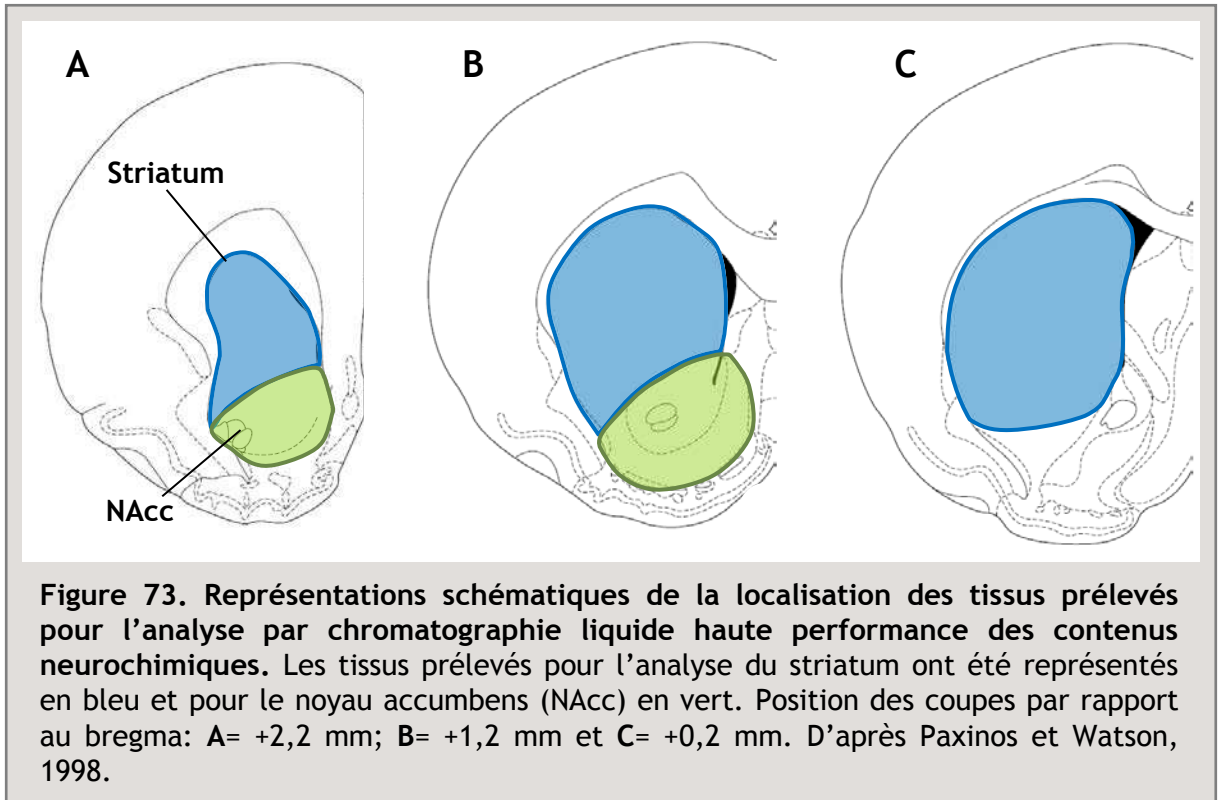 A
B
C
Striatum
NAcc
Figure 73. Représentations schématiques de la localisation des tissus prélevés
pour l’analyse par chromatographie liquide haute performance des contenus
neurochimiques. Les tissus prélevés pour l’analyse du striatum ont été représentés
en bleu et pour le noyau accumbens (NAcc) en vert. Position des coupes par rapport
au bregma: A= +2,2 mm; B= +1,2 mm et C= +0,2 mm. D’après Paxinos et Watson,
1998.